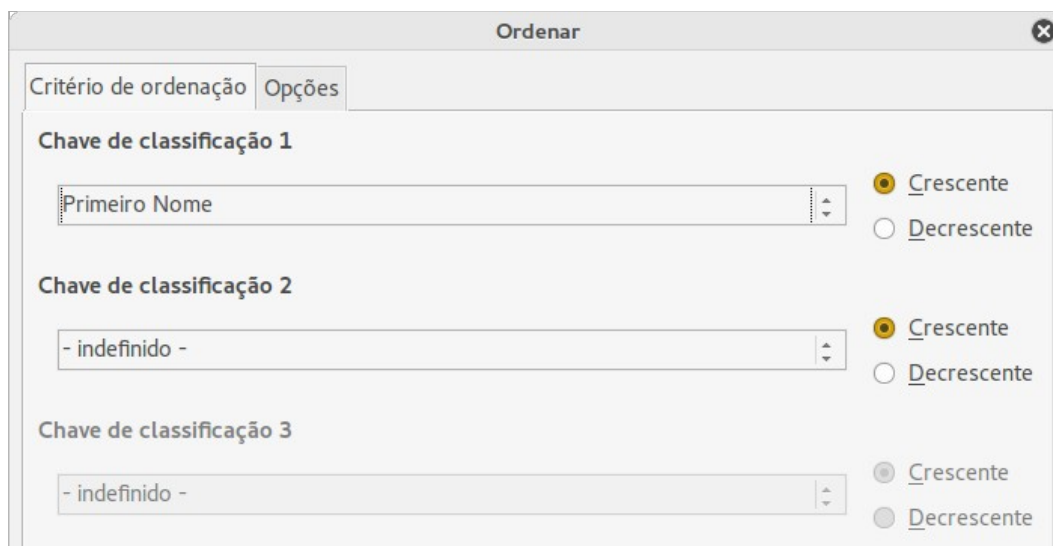 Ordenar
Critério de ordenação Opções
Chave de classificação 1
Primeiro Nome
Crescente
Decrescente
Chave de classificação 2
- indefinido -
Crescente
Decrescente
Chave de classificação 3
- indefinido -
Crescente
Decrescente